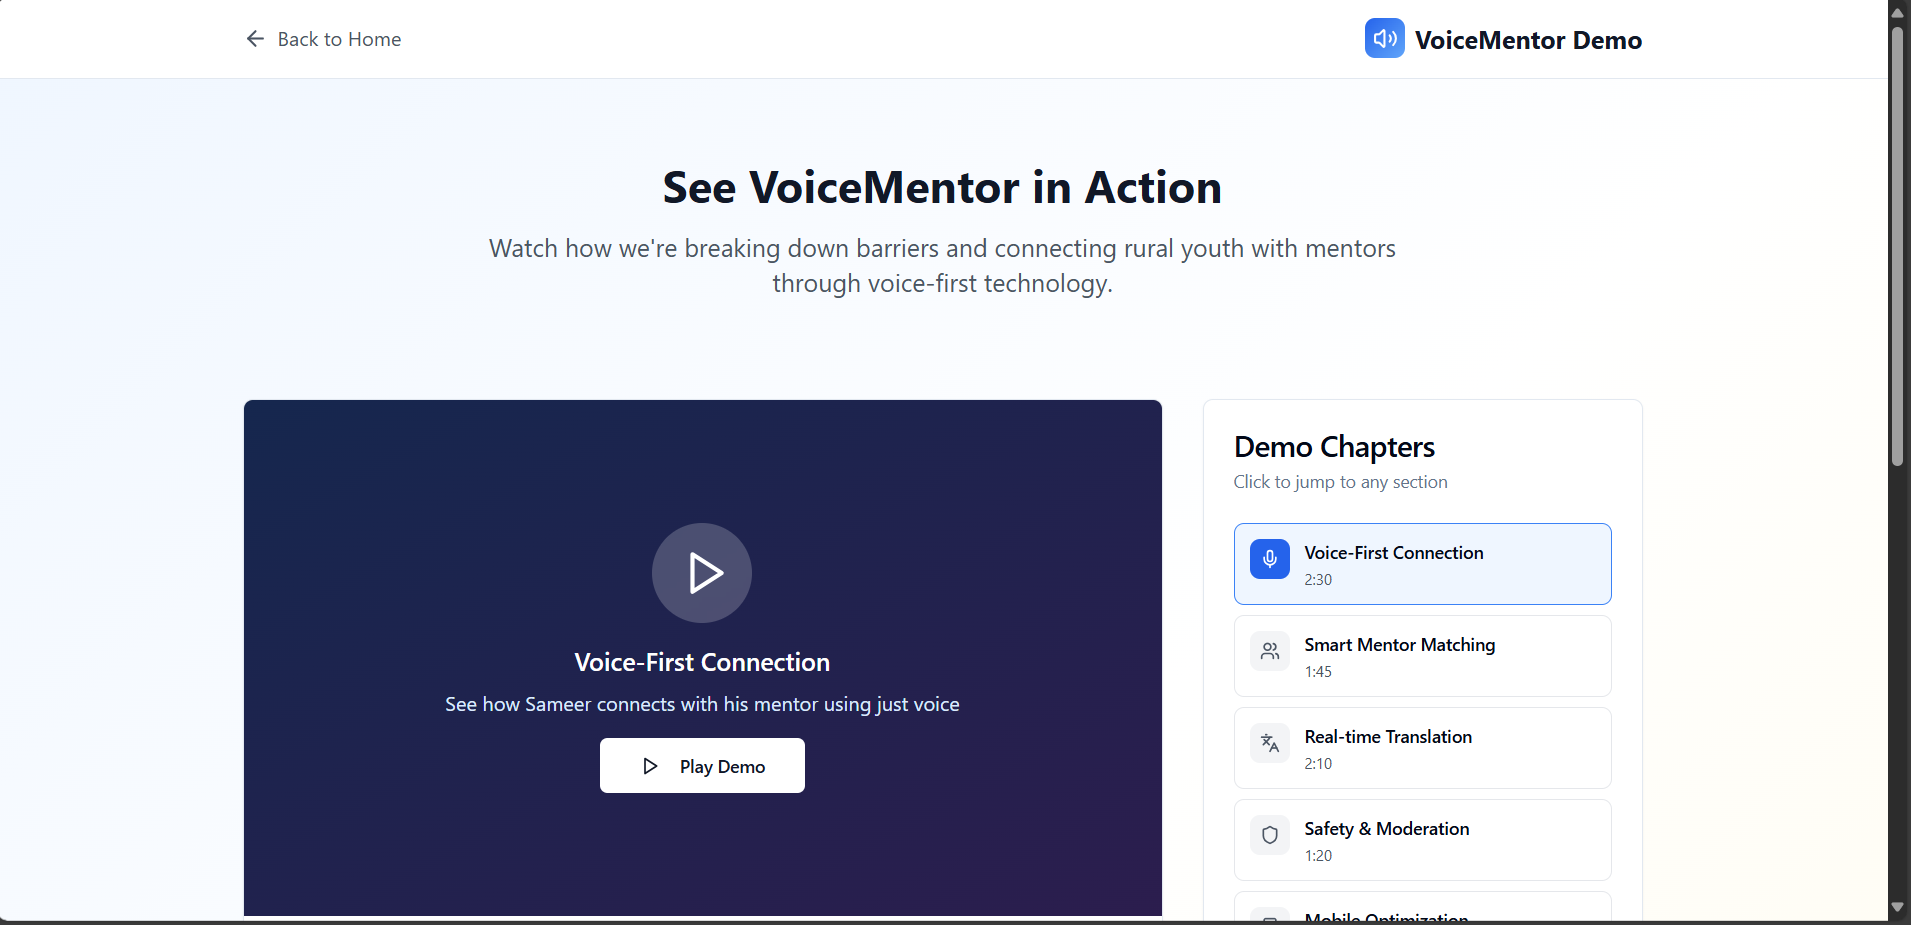 Back to Home
VoiceMentor Demo
See VoiceMentor in Action
Watch how we're breaking down barriers and connecting rural youth with mentors
through voice-first technology.
Voice-First Connection
See how Sameer connects with his mentor using just voice
Play Demo
Demo Chapters
Click to jump to any section
Voice-First Connection
2:30
Smart Mentor Matching
1:45
Real-time Translation
2:10
Safety & Moderation
1:20
Mobile Optimization